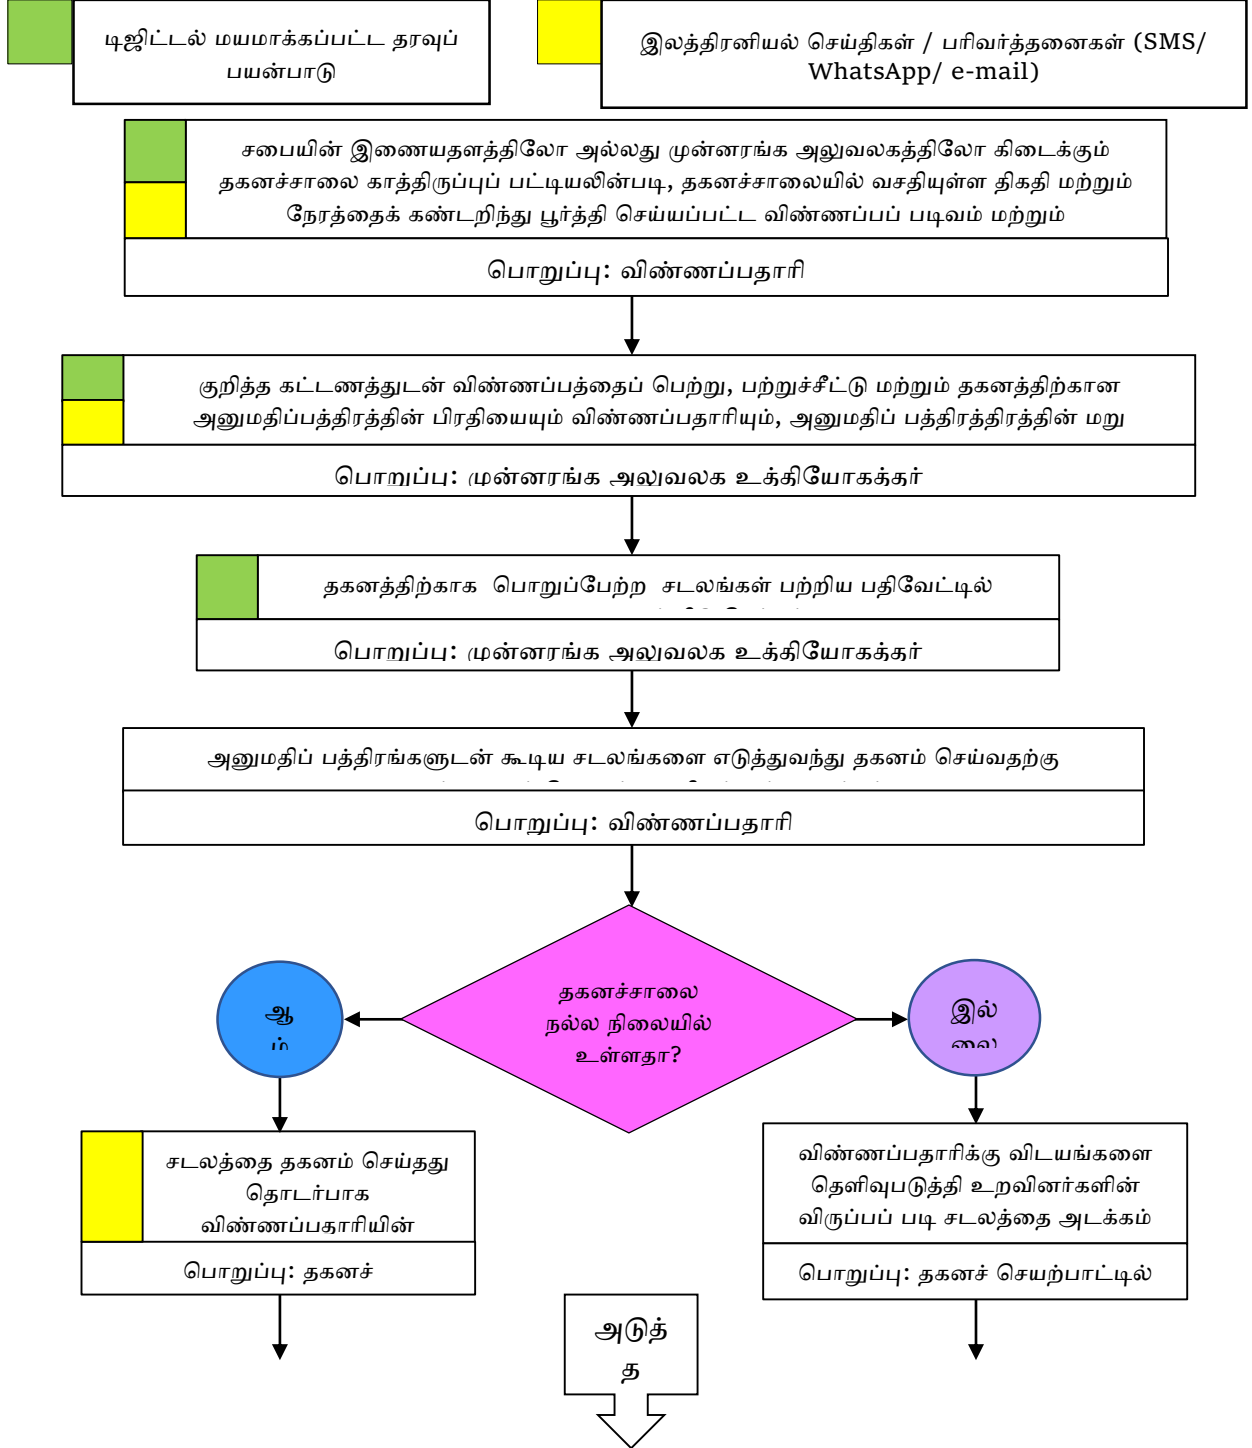 டிஜிட்டல் மயமாக்கப்பட்ட தரவுப்
பயன்பாடு
இலத்திரனியல் செய்திகள் / பரிவர்த்தனைகள் (SMS/
WhatsApp/ e-mail)
சபையின் இணையதளத்திலோ அல்லது முன்னரங்க அலுவலகத்திலோ கிடைக்கும்
தகனச்சாலை காத்திருப்புப் பட்டியலின்படி, தகனச்சாலையில் வசதியுள்ள திகதி மற்றும்
நேரத்தைக் கண்டறிந்து பூர்த்தி செய்யப்பட்ட விண்ணப்பப் படிவம் மற்றும்
பொறுப்பு: விண்ணப்பதாரி
குறித்த கட்டணத்துடன் விண்ணப்பத்தைப் பெற்று, பற்றுச்சீட்டு மற்றும் தகனத்திற்கான
அனுமதிப்பத்திரத்தின் பிரதியையும் விண்ணப்பதாரியும், அனுமதிப் பத்திரத்திரத்தின் மறு
பொறுப்பு: முன்னரங்க அலுவலக உத்தியோகத்தர்
தகனத்திற்காக பொறுப்பேற்ற சடலங்கள் பற்றிய பதிவேட்டில்
பொறுப்பு: முன்னரங்க அலுவலக உத்தியோகத்தர்
அனுமதிப் பத்திரங்களுடன் கூடிய சடலங்களை எடுத்துவந்து தகனம் செய்வதற்கு
பொறுப்பு: விண்ணப்பதாரி
தகனச்சாலை
நல்ல நிலையில்
உள்ளதா?
ஆ
ம்
இல்
லை
சடலத்தை தகனம் செய்தது
தொடர்பாக
விண்ணப்பதாரியின்
பொறுப்பு: தகனச்
விண்ணப்பதாரிக்கு விடயங்களை
தெளிவுபடுத்தி உறவினர்களின்
விருப்பப் படி சடலத்தை அடக்கம்
பொறுப்பு: தகனச் செயற்பாட்டில்
அடுத்
த